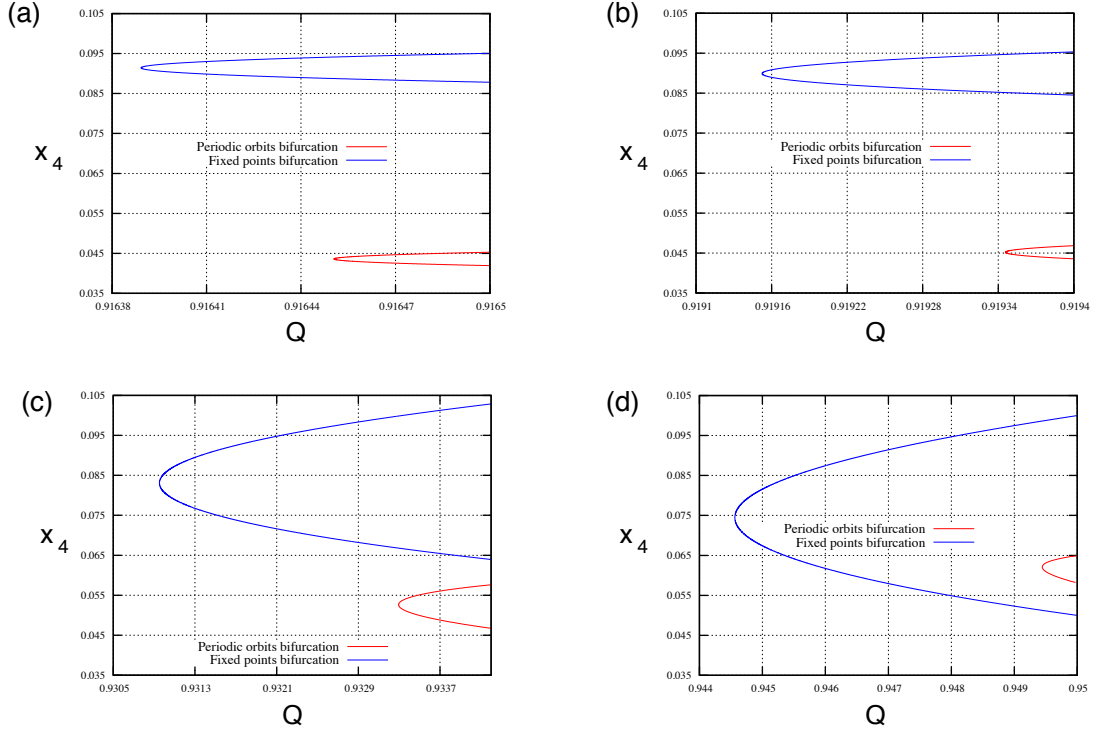 (a)
0.105
0.095
0.085
0.075
0.065
0.055
0.045
0.035
x 4
Periodic orbits bifurcation
Fixed points bifurcation
0.91638
0.91641
0.91644
0.91647
0.9165
Q
(b)
0.105
0.095
0.085
0.075
0.065
0.055
0.045
0.035
x 4
Periodic orbits bifurcation
Fixed points bifurcation
0.9191
0.91916
0.91922
0.91928
0.91934
0.9194
Q
(c)
0.105
0.095
0.085
0.075
0.065
0.055
0.045
0.035
x 4
Periodic orbits bifurcation
Fixed points bifurcation
0.9305
0.9313
0.9321
0.9329
0.9337
Q
(d)
0.105
0.095
0.085
0.075
0.065
0.055
0.045
0.035
x 4
Periodic orbits bifurcation
Fixed points bifurcation
0.944
0.945
0.946
0.947
0.948
0.949
0.95
Q